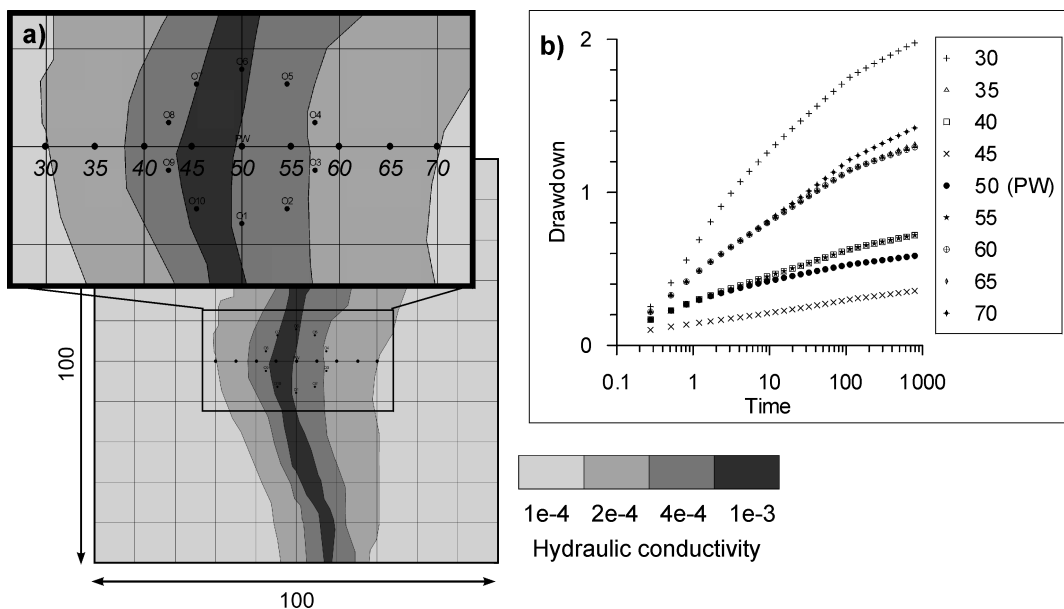 a)
O7
O6
O5
O8
O4
PW
30 35 40 45 50 55 60 65 70
O9
O3
O10
O2
O1
100
100
b)
2
1
0
Drawdown
0.1 1 10 100 1000
Time
30
35
40
45
50 (PW)
55
60
65
70
1e-4 2e-4 4e-4 1e-3
Hydraulic conductivity